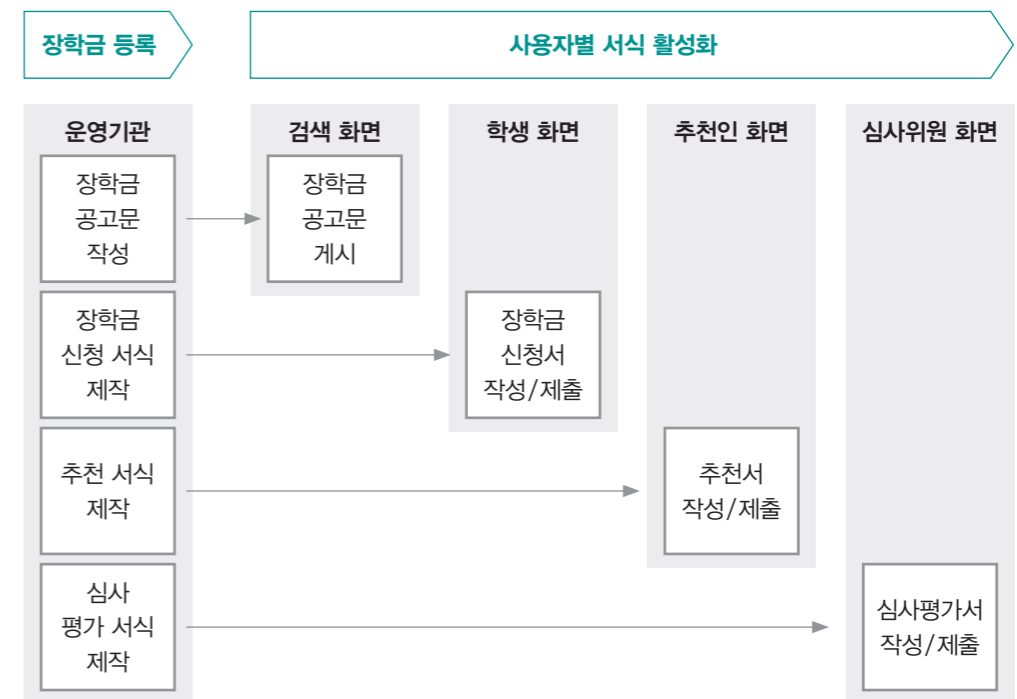 장학금 등록
사용자별 서식 활성화
운영기관
검색 화면
학생 화면
추천인 화면
심사위원 화면
장학금
공고문
작성
장학금
공고문
게시
장학금
신청 서식
제작
장학금
신청서
작성/제출
추천 서식
제작
추천서
작성/제출
심사
평가 서식
제작
심사평가서
작성/제출